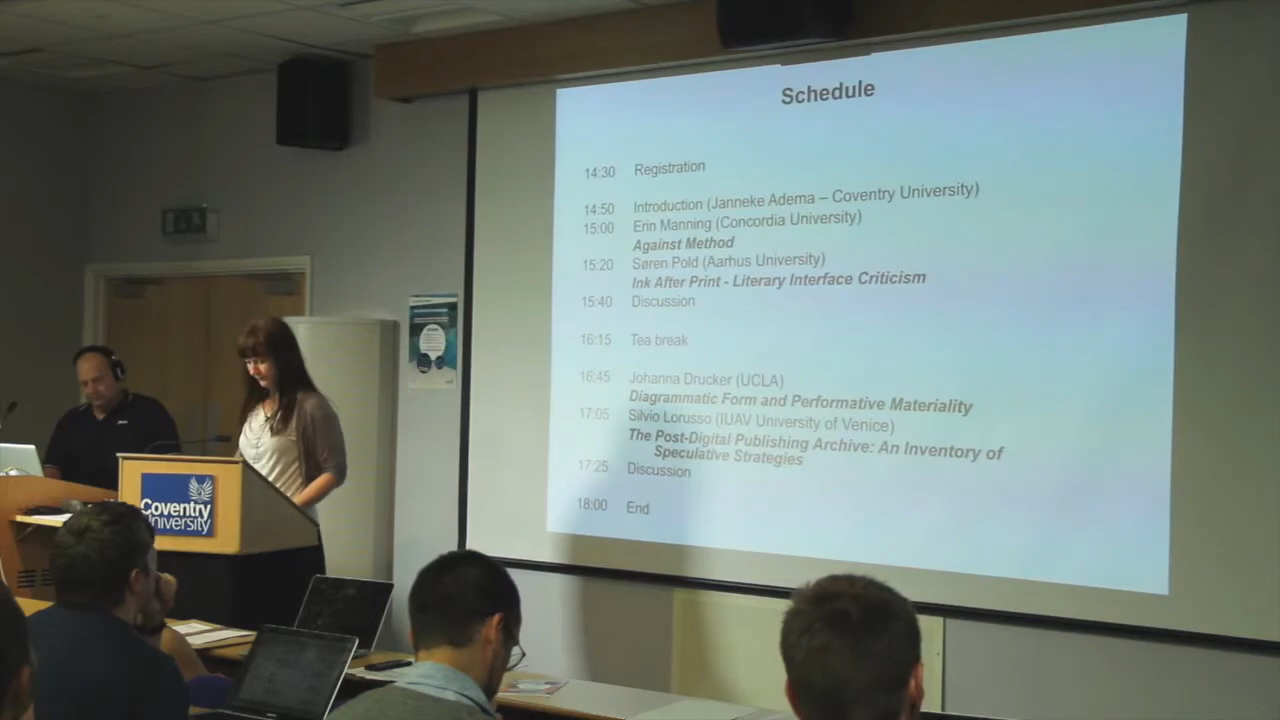 Schedule
14:30 Registration
14:50 Introduction (Janneke Adema – Coventry University)
15:00 Erin Manning (Concordia University)
Against Method
15:20 Søren Pold (Aarhus University)
Ink After Print - Literary Interface Criticism
15:40 Discussion
16:15 Tea break
16:45 Johanna Drucker (UCLA)
Diagrammatic Form and Performative Materiality
17:05 Silvio Lorusso (IUAV University of Venice)
The Post-Digital Publishing Archive: An Inventory of
Speculative Strategies
17:25 Discussion
18:00 End
Coventry
University